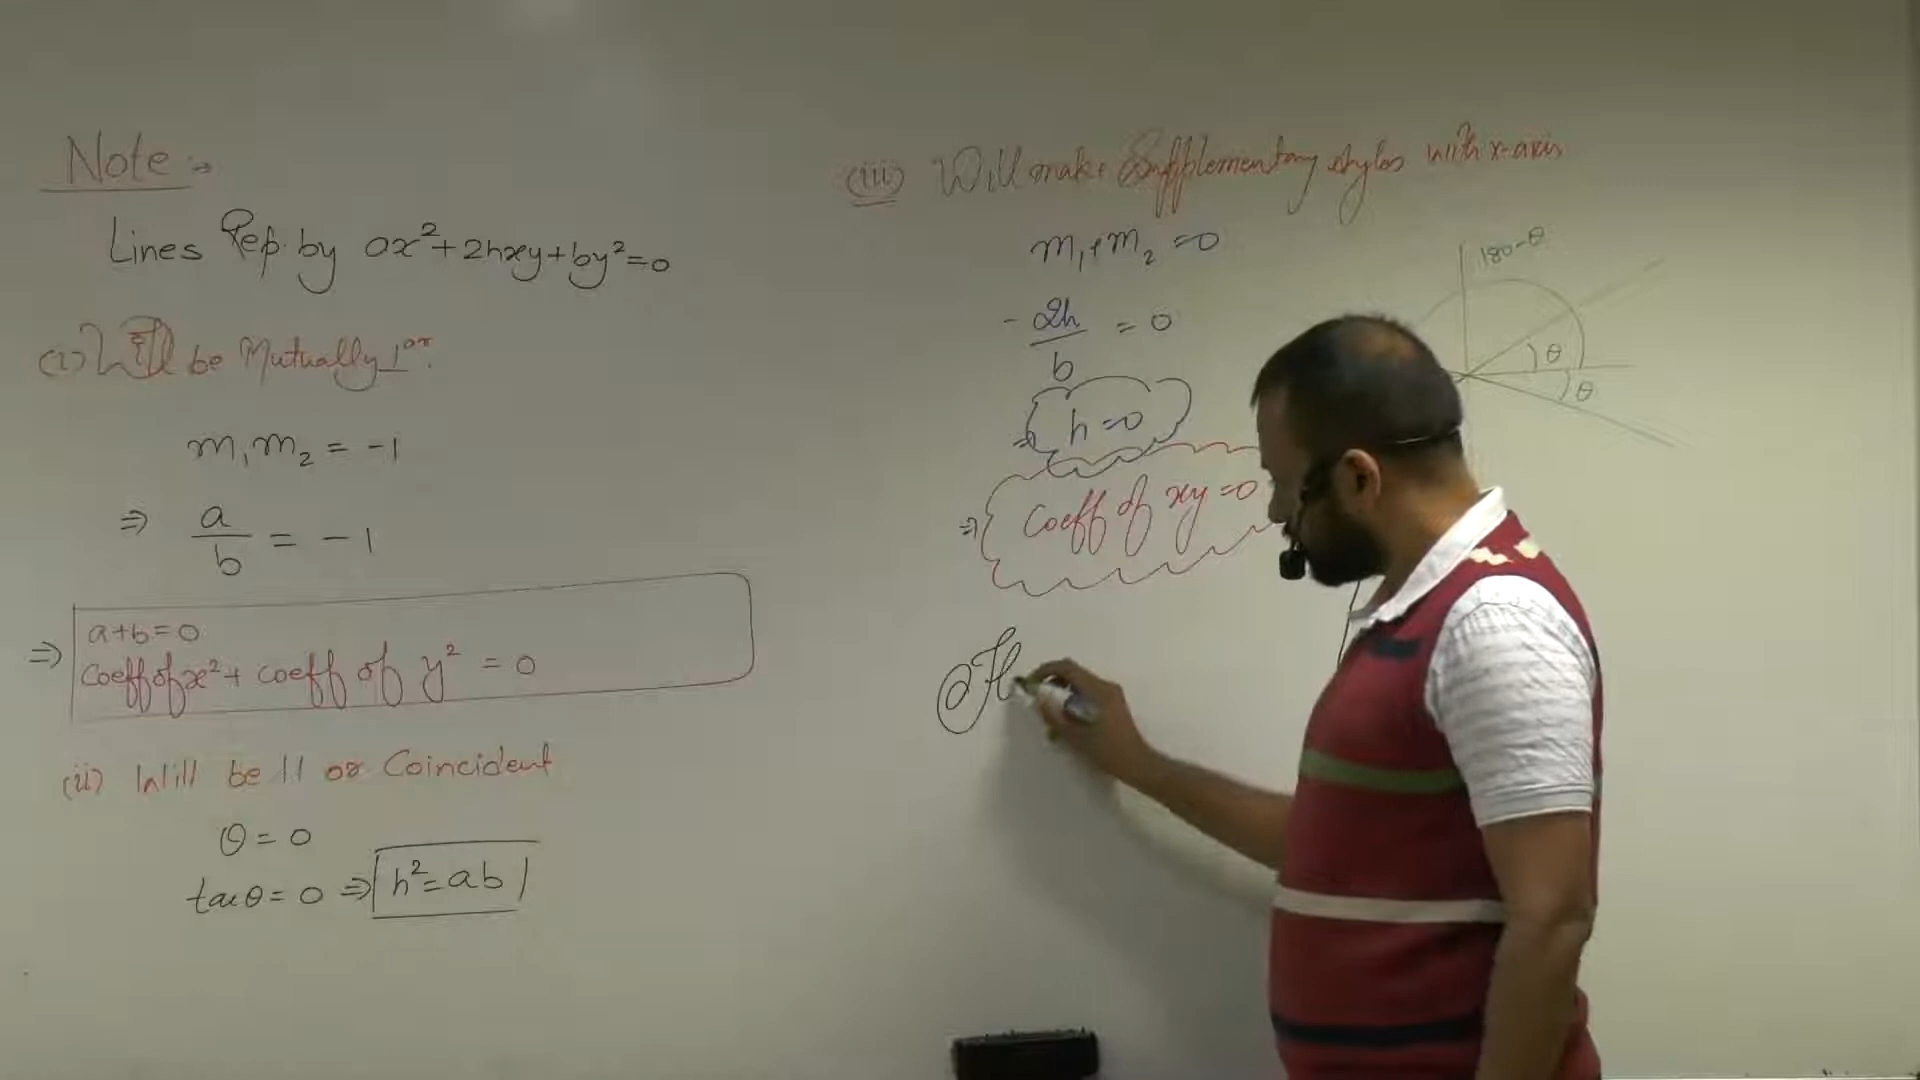 Note :→
Lines Rep. by ax²+2hxy+by²=0
(i) Will be Mutually ⊥ar.
m₁m₂ = -1
⇒ a/b = -1
⇒ a+b=0
coeff of x²+ coeff of y² = 0
(ii) Will be || or Coincident
θ = 0
tanθ = 0 ⇒ h²=ab
(iii) Will make Supplementary angles with x-axis
m₁+m₂ = 0
- 2h/b = 0
⇒ h=0
⇒ coeff of xy=0
180-θ
θ
θ